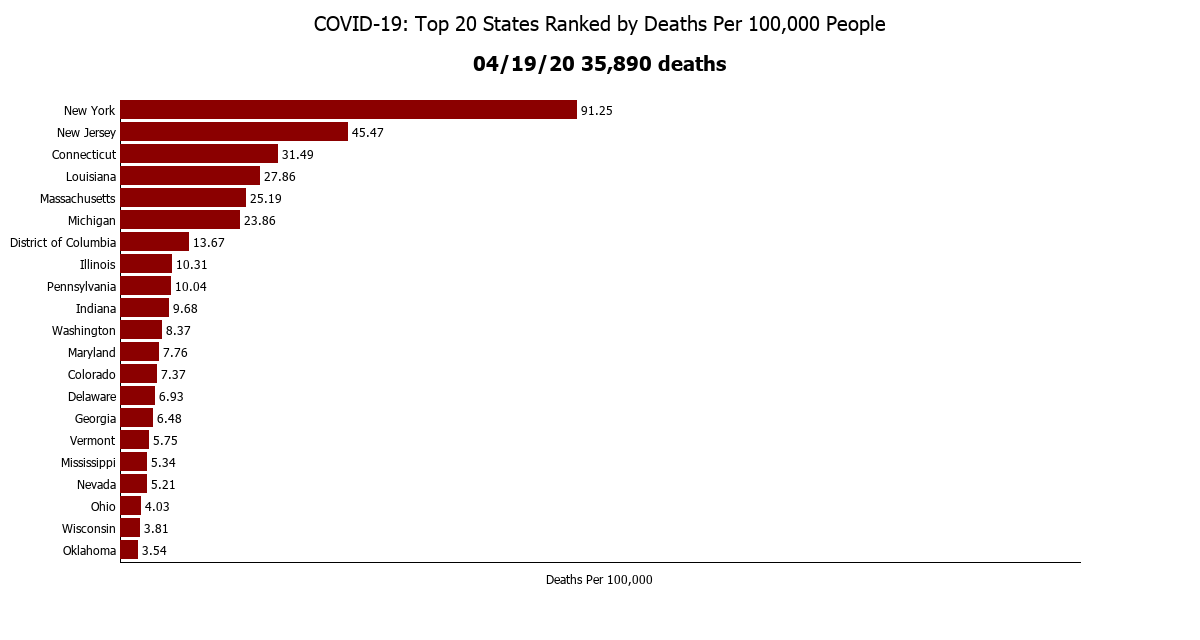 COVID-19: Top 20 States Ranked by Deaths Per 100,000 People
04/19/20 35,890 deaths
New York 91.25
New Jersey 45.47
Connecticut 31.49
Louisiana 27.86
Massachusetts 25.19
Michigan 23.86
District of Columbia 13.67
Illinois 10.31
Pennsylvania 10.04
Indiana 9.68
Washington 8.37
Maryland 7.76
Colorado 7.37
Delaware 6.93
Georgia 6.48
Vermont 5.75
Mississippi 5.34
Nevada 5.21
Ohio 4.03
Wisconsin 3.81
Oklahoma 3.54
Deaths Per 100,000